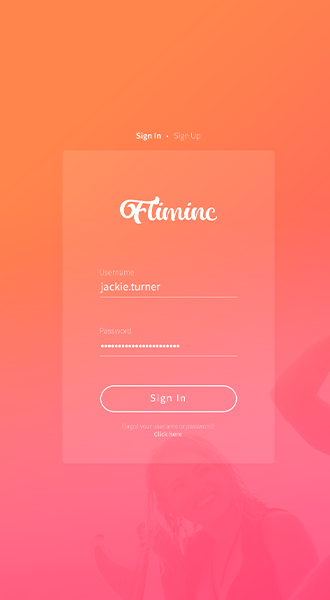 Sign In • Sign Up
Fliminc
Username
jackie.turner
Password
••••••••••••••••••••••••
Sign In
Forgot your username or password?
Click here